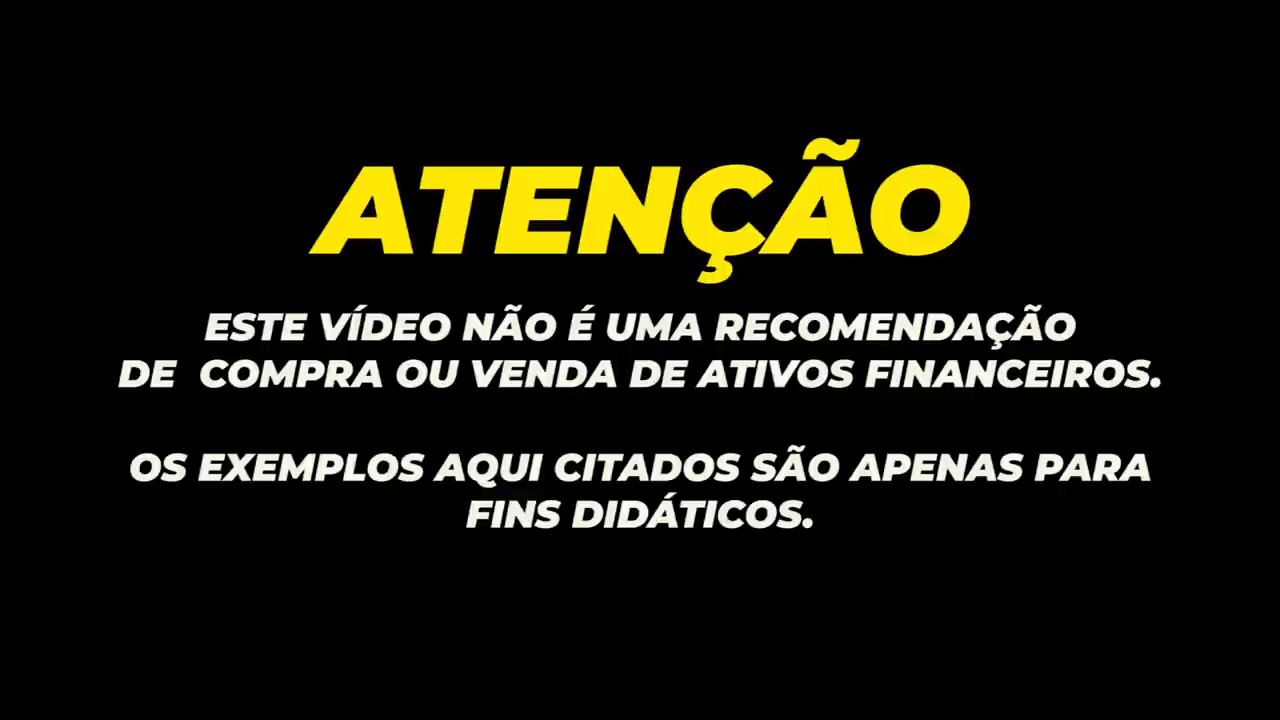 ATENÇÃO
ESTE VÍDEO NÃO É UMA RECOMENDAÇÃO
DE  COMPRA OU VENDA DE ATIVOS FINANCEIROS.
OS EXEMPLOS AQUI CITADOS SÃO APENAS PARA
FINS DIDÁTICOS.